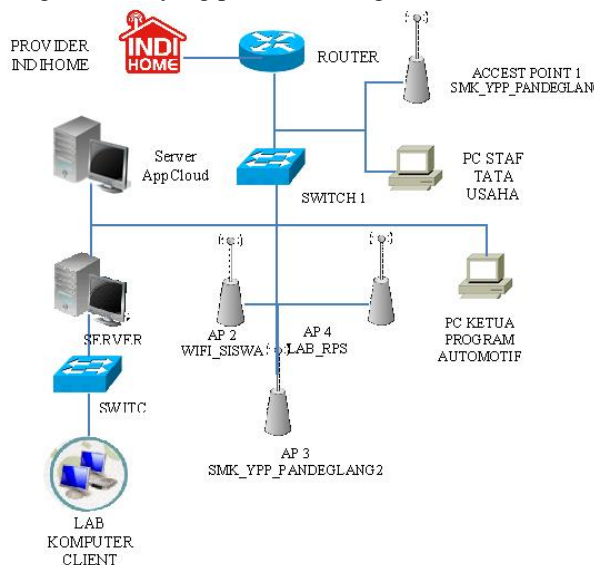 PROVIDER
INDIHOME
INDI
HOME
ROUTER
ACCEST POINT 1
SMK_YPP_PANDEGLAN
Server
AppCloud
SWITCH 1
PC STAF
TATA
USAHA
SERVER
AP 2
WIFI_SISWA
AP 4
LAB_RPS
PC KETUA
PROGRAM
AUTOMOTIF
SWITC
AP 3
SMK_YPP_PANDEGLANG2
LAB
KOMPUTER
CLIENT